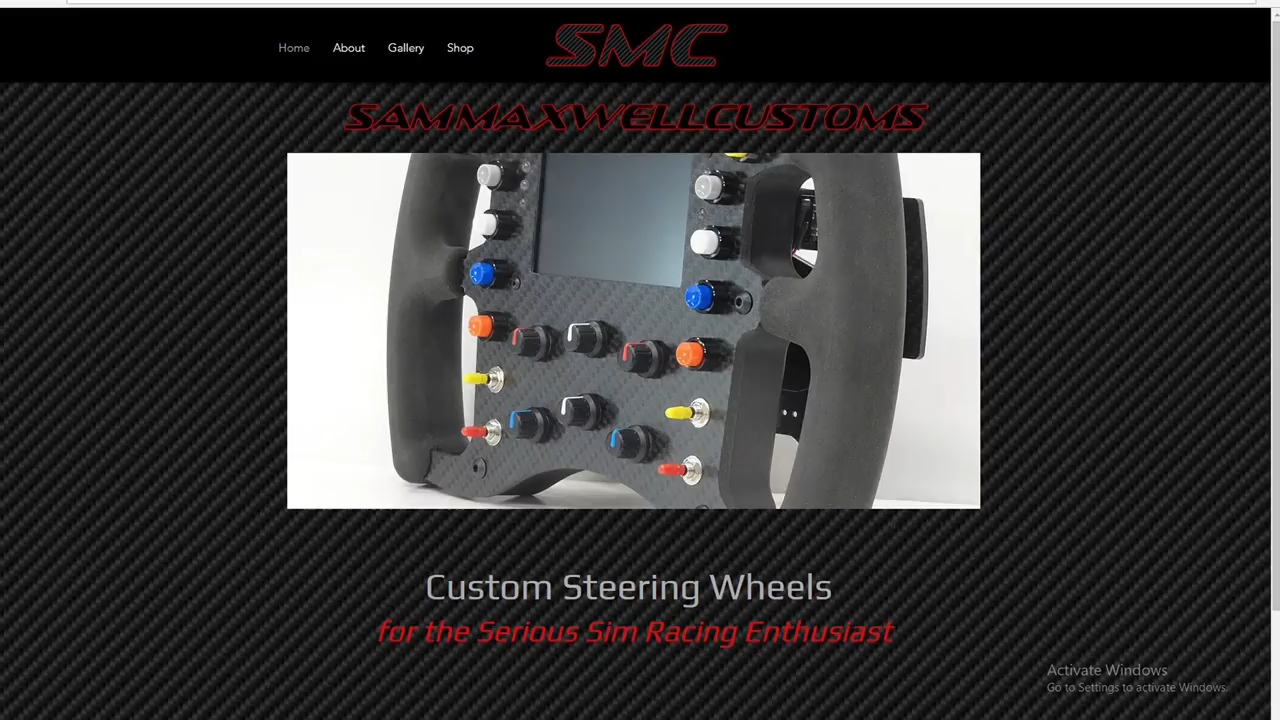 Home About Gallery Shop
SMC
SAMMAXWELLCUSTOMS
Custom Steering Wheels
for the Serious Sim Racing Enthusiast
Activate Windows
Go to Settings to activate Windows.